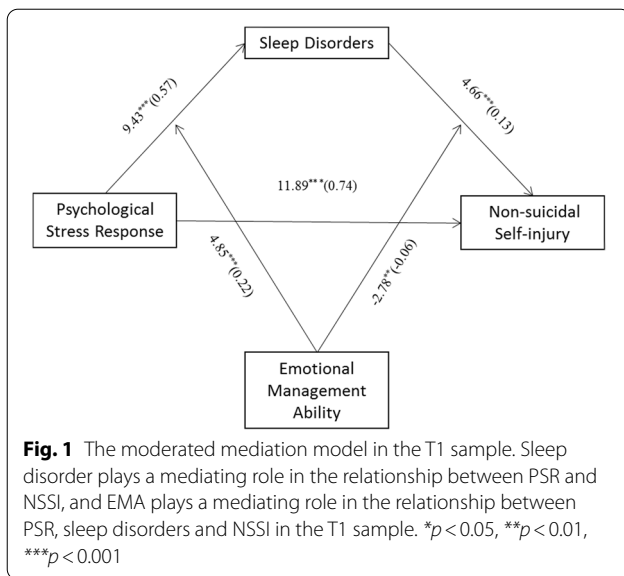 Sleep Disorders
9.43***(0.57)
4.66***(0.13)
11.89***(0.74)
Psychological
Stress Response
Non-suicidal
Self-injury
4.85***(0.22)
-2.78**(-0.06)
Emotional
Management
Ability
Fig. 1 The moderated mediation model in the T1 sample. Sleep
disorder plays a mediating role in the relationship between PSR and
NSSI, and EMA plays a mediating role in the relationship between
PSR, sleep disorders and NSSI in the T1 sample. *p < 0.05, **p < 0.01,
***p < 0.001